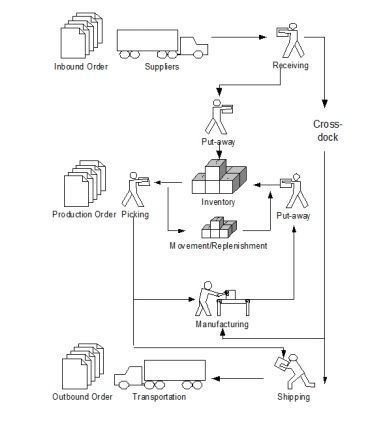 Inbound Order
Suppliers
Receiving
Put-away
Cross-
dock
Inventory
Production Order
Picking
Put-away
Movement/Replenishment
Manufacturing
Outbound Order
Transportation
Shipping